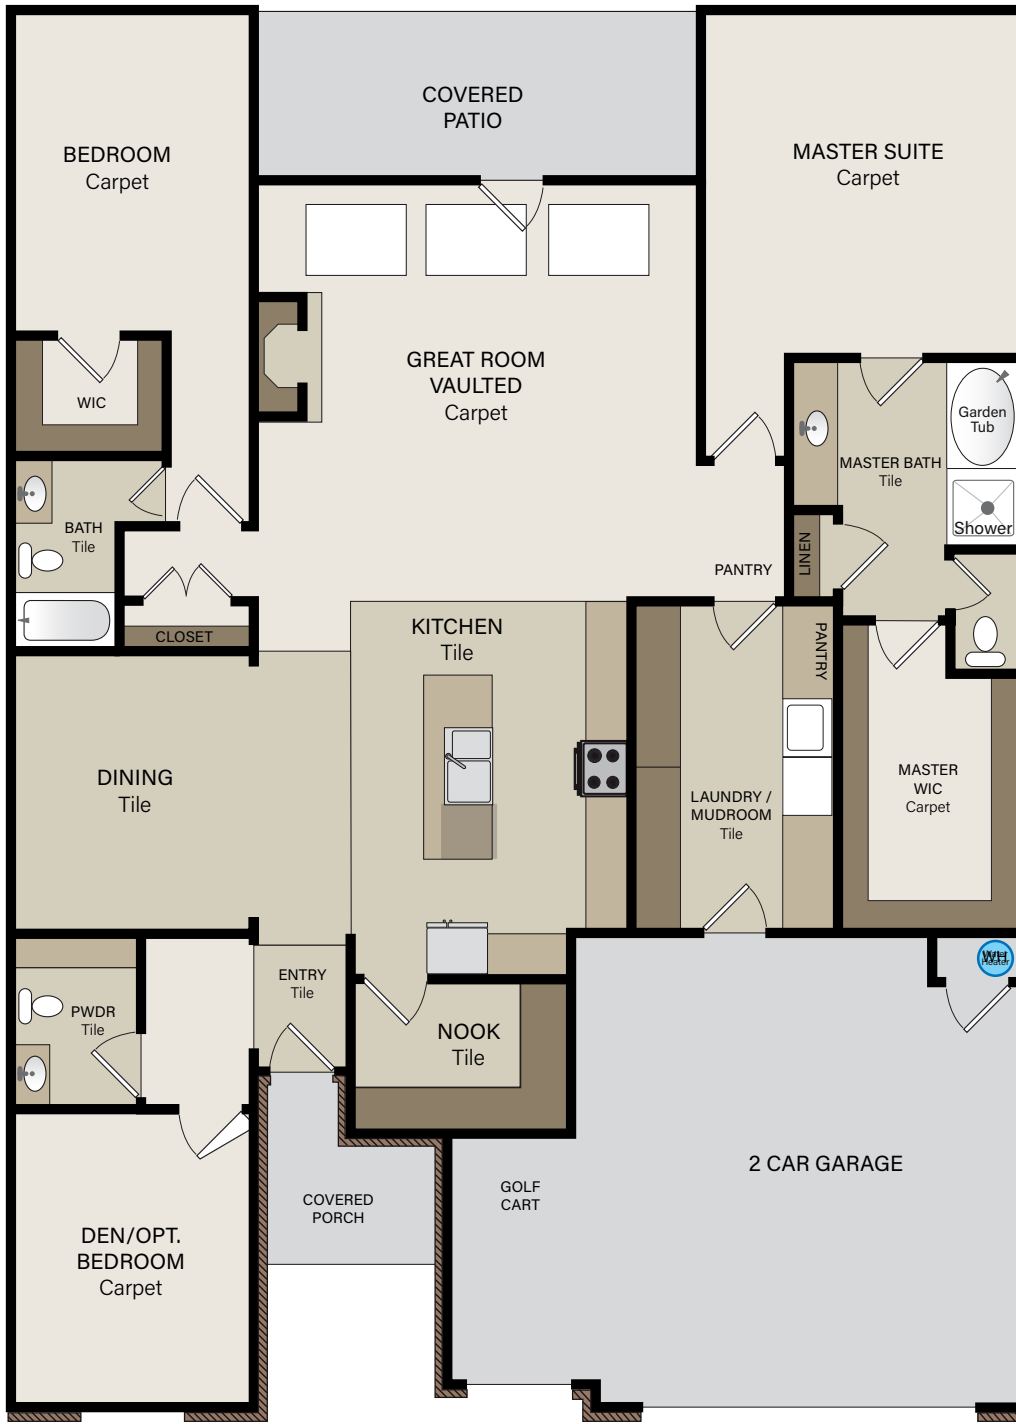 COVERED
PATIO
BEDROOM
Carpet
MASTER SUITE
Carpet
GREAT ROOM
VAULTED
Carpet
WIC
Garden
Tub
MASTER BATH
Tile
Shower
BATH
Tile
LINEN
PANTRY
CLOSET
KITCHEN
Tile
PANTRY
DINING
Tile
LAUNDRY /
MUDROOM
Tile
MASTER
WIC
Carpet
WH
Water
Heater
ENTRY
Tile
PWDR
Tile
NOOK
Tile
2 CAR GARAGE
GOLF
CART
COVERED
PORCH
DEN/OPT.
BEDROOM
Carpet